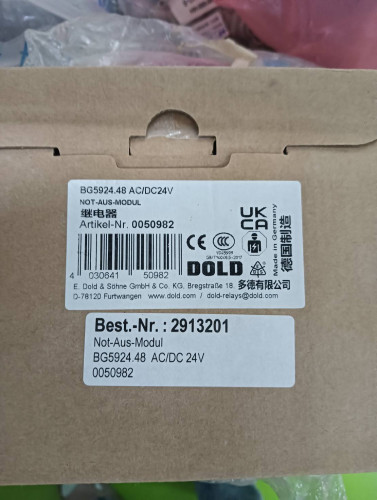 BG5924.48 AC/DC24V
NOT-AUS-MODUL
继电器
Artikel-Nr. 0050982
UK
CA
CE
CCC
DOLD
4 030641 50982
E. Dold & Söhne GmbH & Co. KG, Bregstraße 18 多德有限公司
D-78120 Furtwangen www.dold.com /dold-relays@dold.com
德国制造
Made in Germany
Best.-Nr. : 2913201
Not-Aus-Modul
BG5924.48 AC/DC 24V
0050982